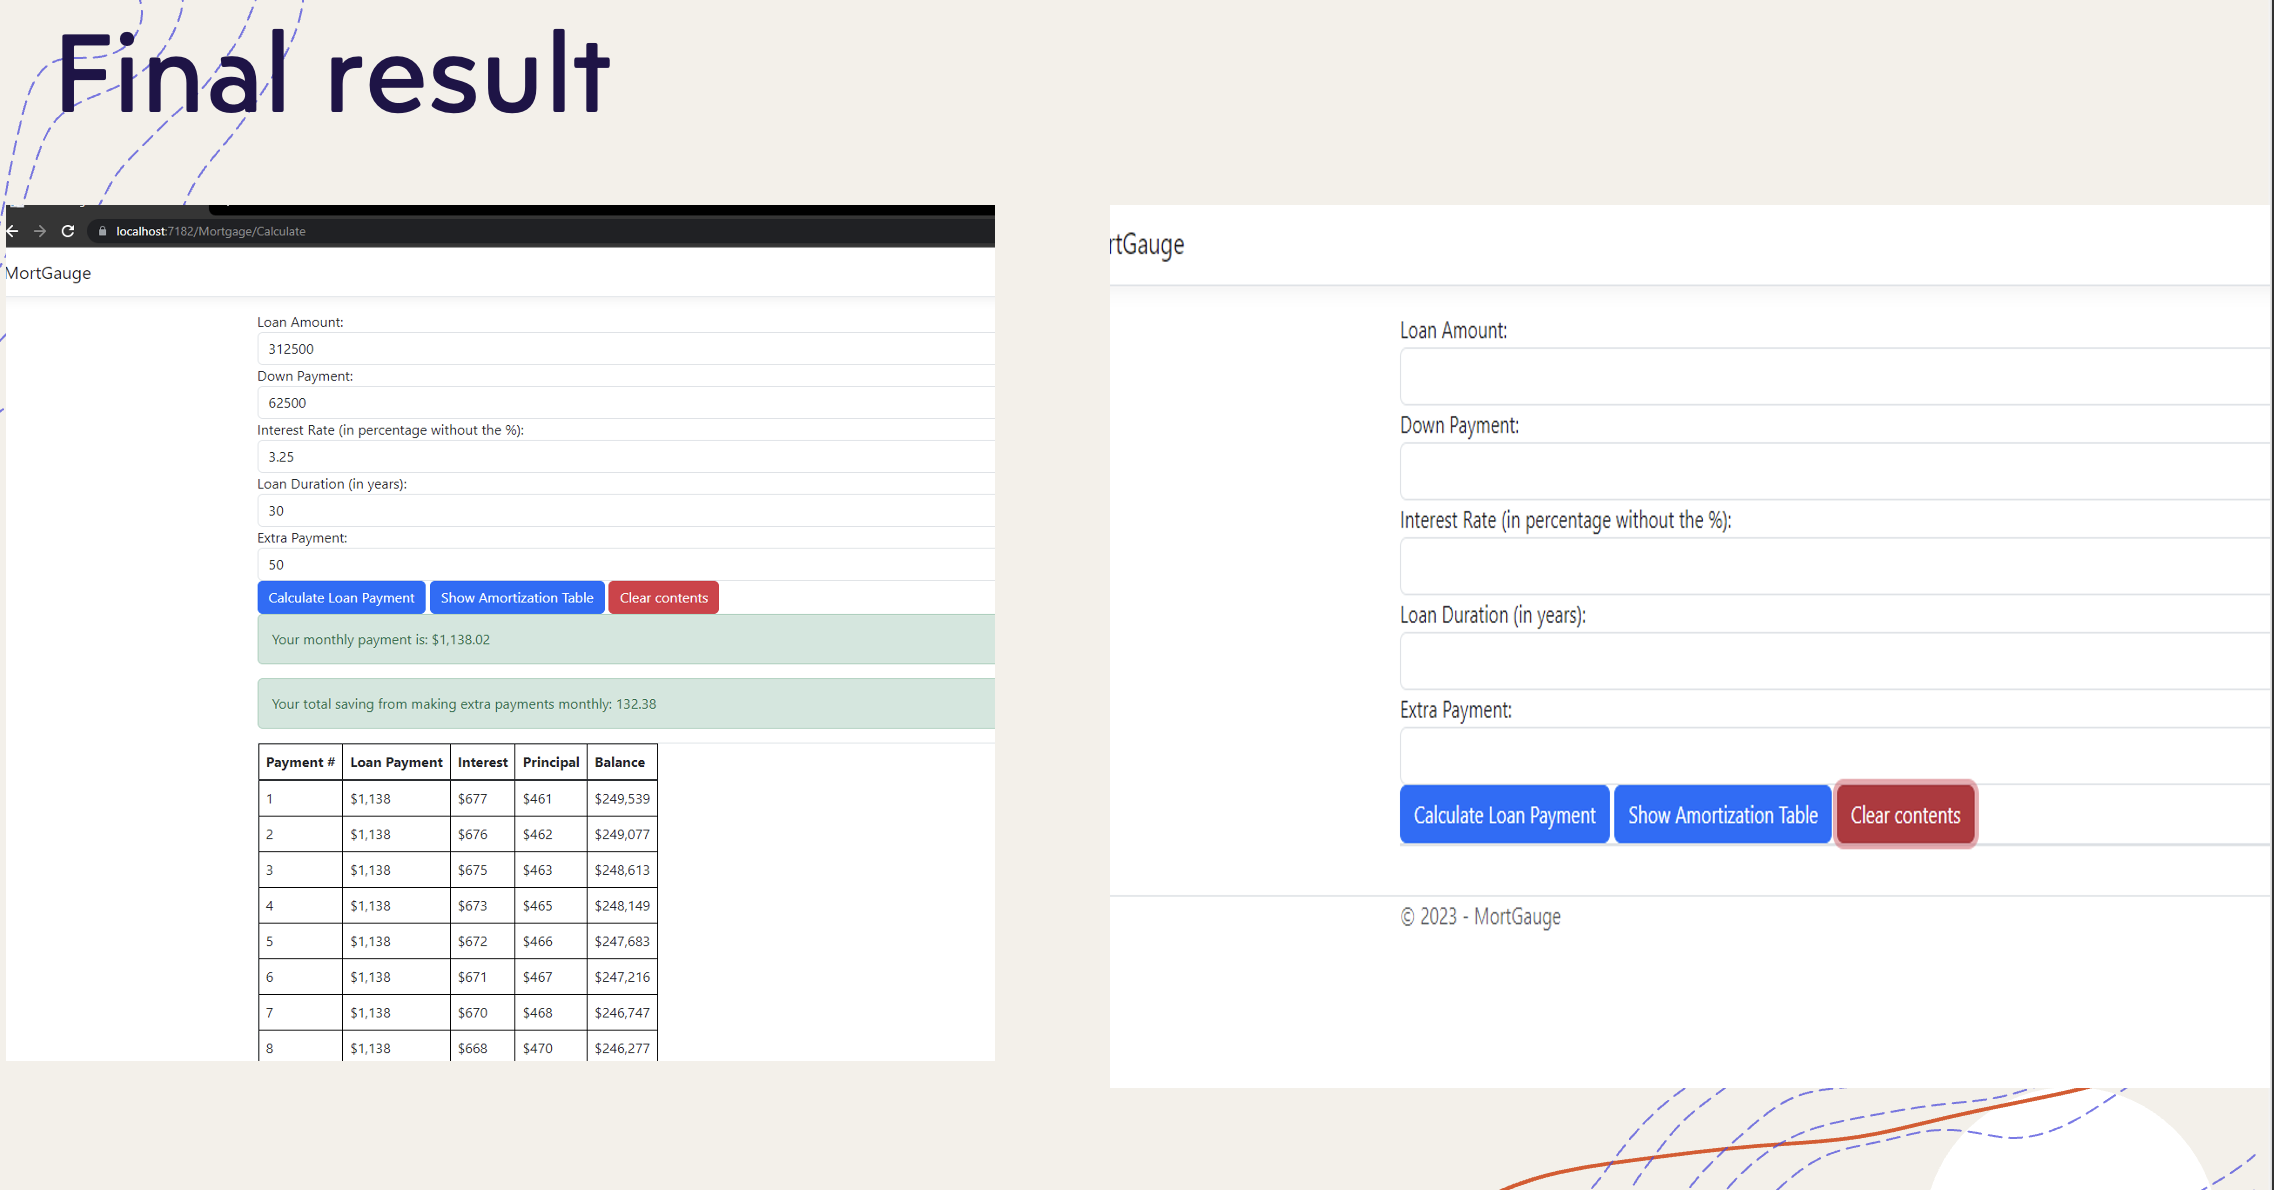 Final result
localhost:7182/Mortgage/Calculate
MortGauge
Loan Amount:
312500
Down Payment:
62500
Interest Rate (in percentage without the %):
3.25
Loan Duration (in years):
30
Extra Payment:
50
Calculate Loan Payment Show Amortization Table Clear contents
Your monthly payment is: $1,138.02
Your total saving from making extra payments monthly: 132.38
Payment # Loan Payment Interest Principal Balance
1 $1,138 $677 $461 $249,539
2 $1,138 $676 $462 $249,077
3 $1,138 $675 $463 $248,613
4 $1,138 $673 $465 $248,149
5 $1,138 $672 $466 $247,683
6 $1,138 $671 $467 $247,216
7 $1,138 $670 $468 $246,747
8 $1,138 $668 $470 $246,277
rtGauge
Loan Amount:
Down Payment:
Interest Rate (in percentage without the %):
Loan Duration (in years):
Extra Payment:
Calculate Loan Payment Show Amortization Table Clear contents
© 2023 - MortGauge